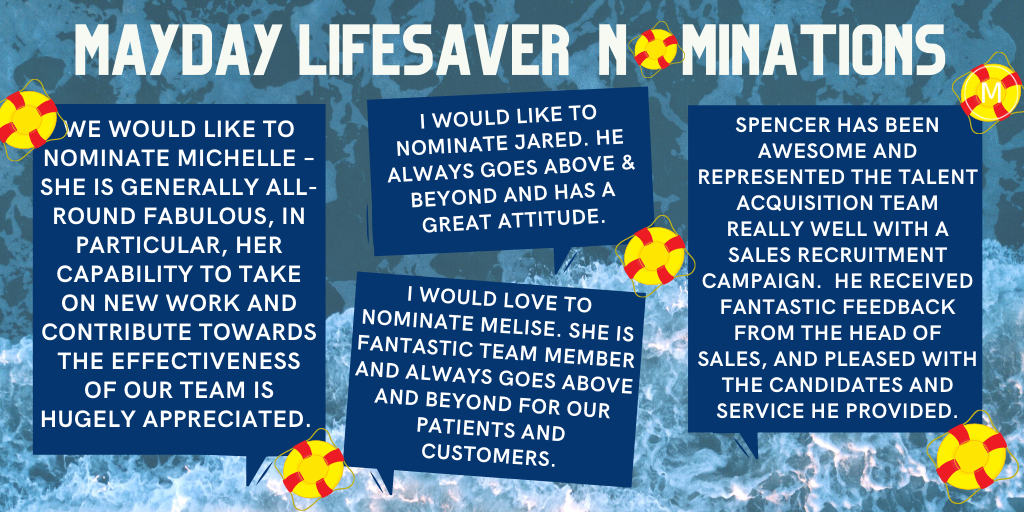 MAYDAY LIFESAVER NOMINATIONS
WE WOULD LIKE TO
NOMINATE MICHELLE –
SHE IS GENERALLY ALL-
ROUND FABULOUS, IN
PARTICULAR, HER
CAPABILITY TO TAKE
ON NEW WORK AND
CONTRIBUTE TOWARDS
THE EFFECTIVENESS
OF OUR TEAM IS
HUGELY APPRECIATED.
I WOULD LIKE TO
NOMINATE JARED. HE
ALWAYS GOES ABOVE &
BEYOND AND HAS A
GREAT ATTITUDE.
I WOULD LOVE TO
NOMINATE MELISE. SHE IS
FANTASTIC TEAM MEMBER
AND ALWAYS GOES ABOVE
AND BEYOND FOR OUR
PATIENTS AND
CUSTOMERS.
M
SPENCER HAS BEEN
AWESOME AND
REPRESENTED THE TALENT
ACQUISITION TEAM
REALLY WELL WITH A
SALES RECRUITMENT
CAMPAIGN. HE RECEIVED
FANTASTIC FEEDBACK
FROM THE HEAD OF
SALES, AND PLEASED WITH
THE CANDIDATES AND
SERVICE HE PROVIDED.